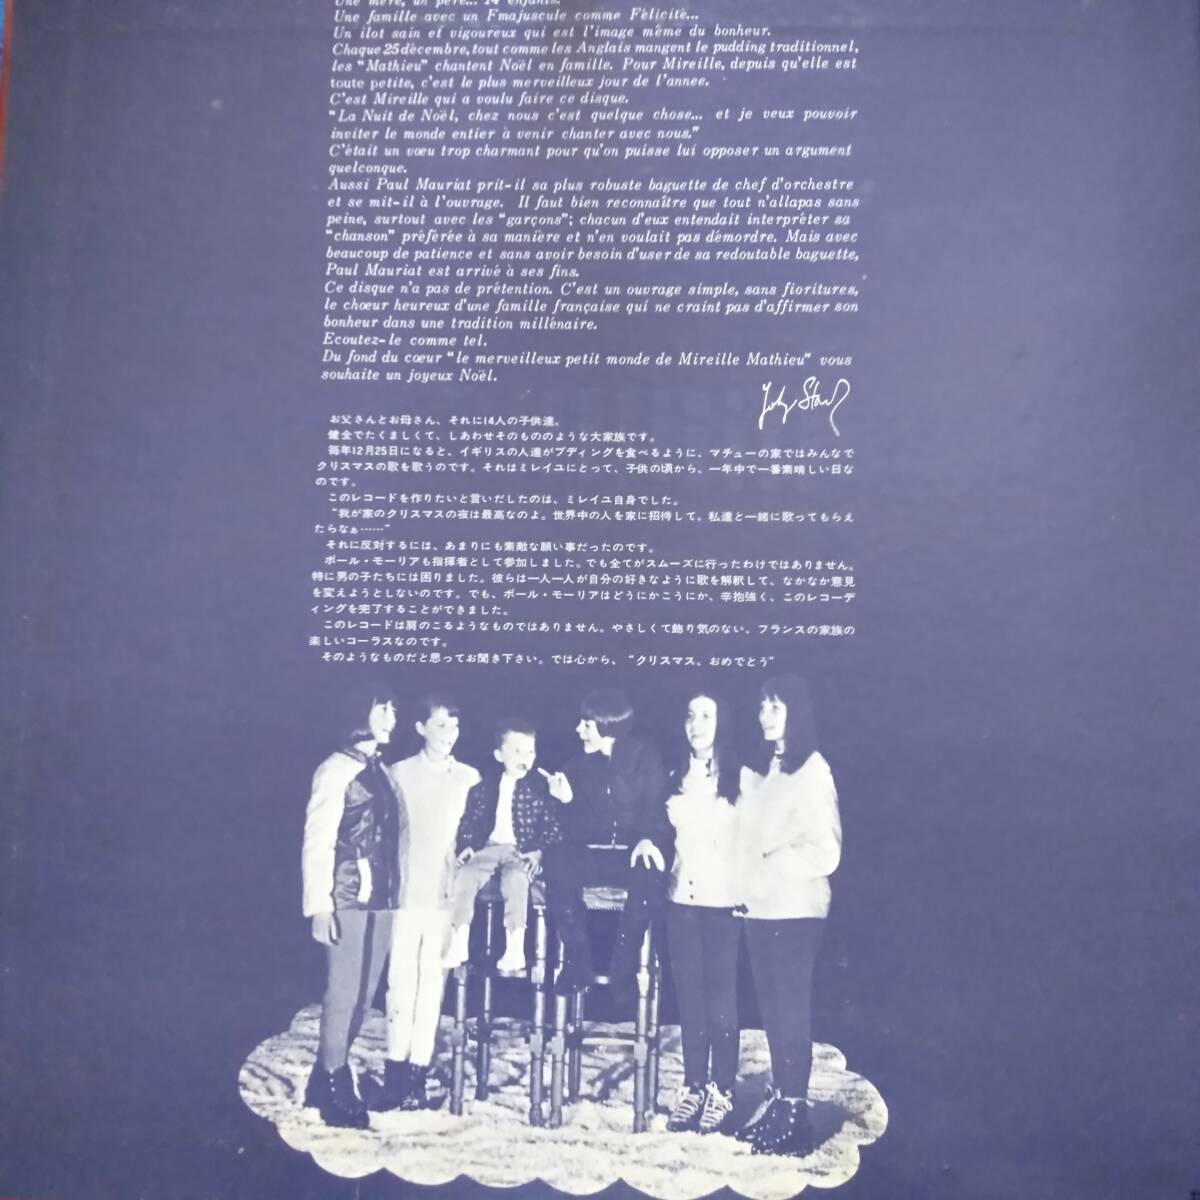 Une mère, un père... 14 enfants.
Une famille avec un Fmajuscule comme Félicité...
Un ilot sain et vigoureux qui est l'image même du bonheur.
Chaque 25 décembre, tout comme les Anglais mangent le pudding traditionnel,
les "Mathieu" chantent Noël en famille. Pour Mireille, depuis qu'elle est
toute petite, c'est le plus merveilleux jour de l'annee.
C'est Mireille qui a voulu faire ce disque.
"La Nuit de Noël, chez nous c'est quelque chose... et je veux pouvoir
inviter le monde entier à venir chanter avec nous."
C'était un vœu trop charmant pour qu'on puisse lui opposer un argument
quelconque.
Aussi Paul Mauriat prit-il sa plus robuste baguette de chef d'orchestre
et se mit-il à l'ouvrage. Il faut bien reconnaître que tout n'allapas sans
peine, surtout avec les "garçons"; chacun d'eux entendait interpréter sa
"chanson" préférée à sa manière et n'en voulait pas démordre. Mais avec
beaucoup de patience et sans avoir besoin d'user de sa redoutable baguette,
Paul Mauriat est arrivé à ses fins.
Ce disque n'a pas de prétention. C'est un ouvrage simple, sans fioritures,
le chœur heureux d'une famille française qui ne craint pas d'affirmer son
bonheur dans une tradition millénaire.
Ecoutez-le comme tel.
Du fond du cœur "le merveilleux petit monde de Mireille Mathieu" vous
souhaite un joyeux Noël.
お父さんとお母さん、それに14人の子供達。
健全でたくましくて、しあわせそのもののような大家族です。
毎年12月25日になると、イギリスの人達がプディングを食べるように、マチューの家ではみんなで
クリスマスの歌を歌うのです。それはミレイユにとって、子供の頃から、一年中で一番素晴しい日な
のです。
このレコードを作りたいと言いだしたのは、ミレイユ自身でした。
"我が家のクリスマスの夜は最高なのよ。世界中の人を家に招待して、私達と一緒に歌ってもらえ
たらなぁ……"
それに反対するには、あまりにも素敵な願い事だったのです。
ポール・モーリアも指揮者として参加しました。でも全てがスムーズに行ったわけではありません。
特に男の子たちには困りました。彼らは一人一人が自分の好きなように歌を解釈して、なかなか意見
を変えようとしないのです。でも、ポール・モーリアはどうにかこうにか、辛抱強く、このレコーデ
ィングを完了することができました。
このレコードは肩のこるようなものではありません。やさしくて飾り気のない、フランスの家族の
楽しいコーラスなのです。
そのようなものだと思ってお聞き下さい。では心から、"クリスマス、おめでとう"